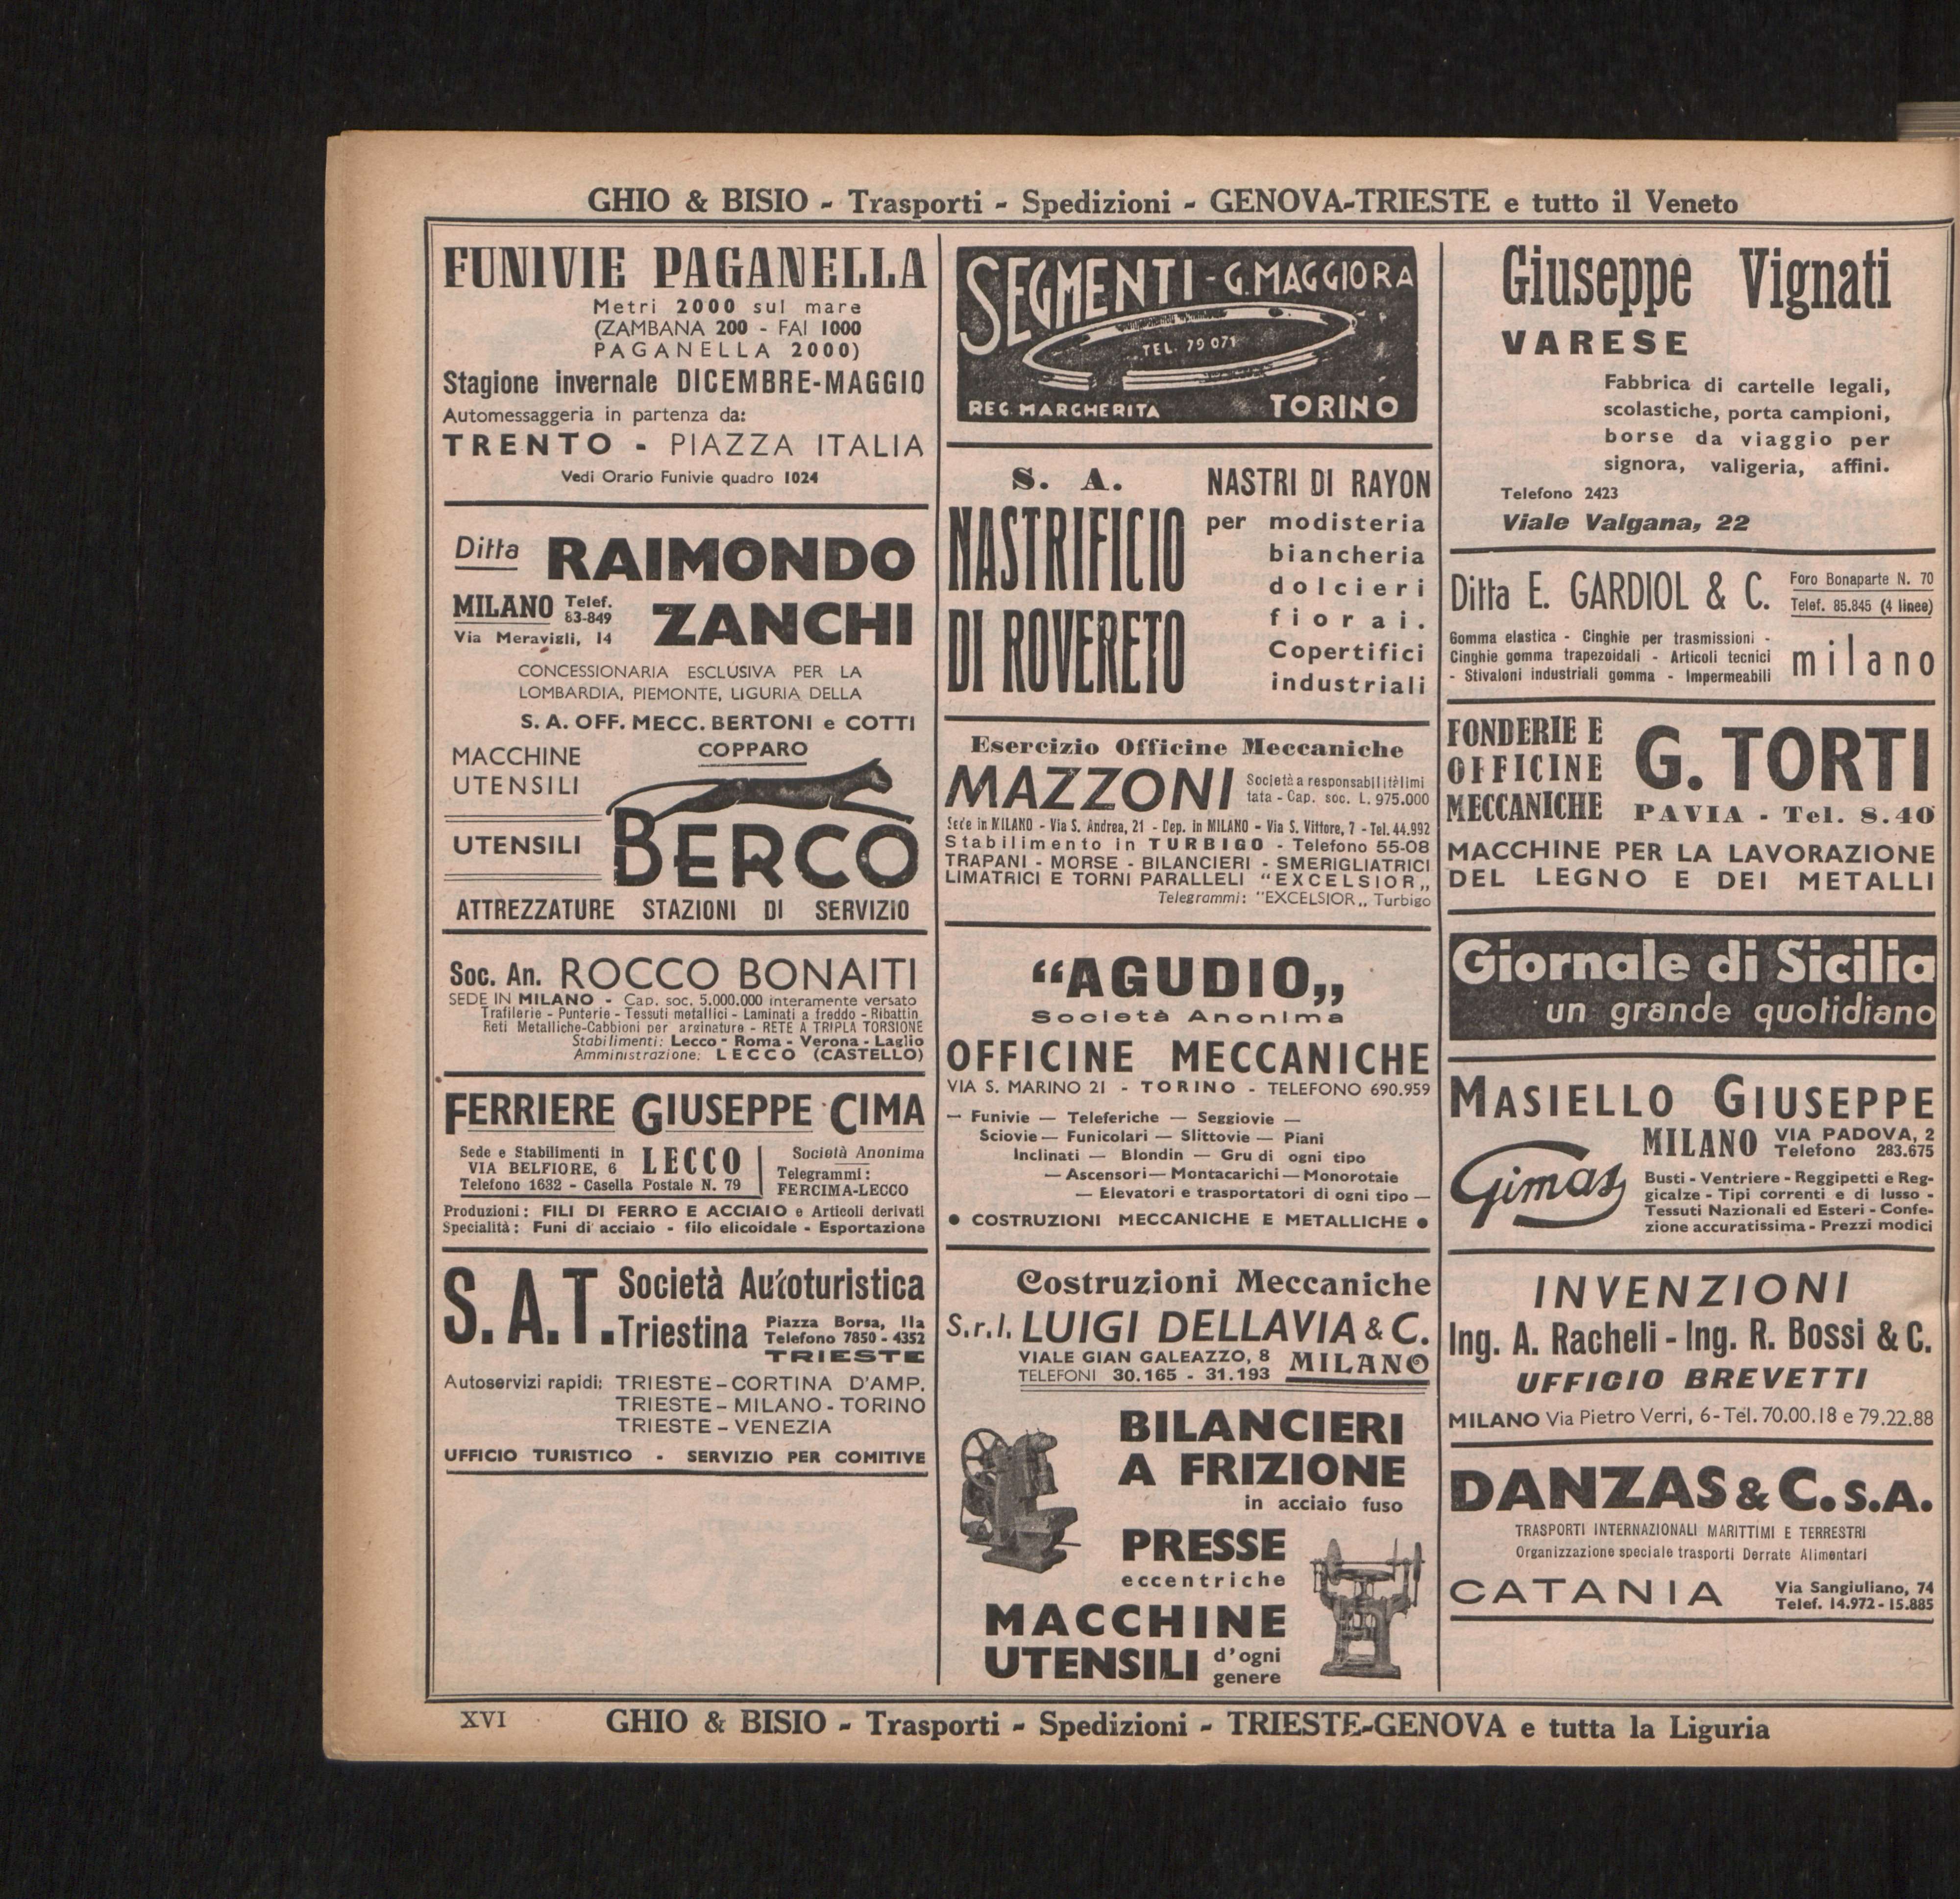 GHIO & BISIO - Trasporti - Spedizioni - GENOVA-TRIESTE e tutto il Veneto
FUNIVIE PAGANELLA
Metri 2000 sul mare
(ZAMBANA 200 - FAI 1000
PAGANELLA 2000)
Stagione invernale DICEMBRE-MAGGIO
Automessaggeria in partenza da:
TRENTO - PIAZZA ITALIA
Vedi Orario Funivie quadro 1024
Ditta RAIMONDO
MILANO Telef. 83-849 ZANCHI
Via Meravigli, 14
CONCESSIONARIA ESCLUSIVA PER LA
LOMBARDIA, PIEMONTE, LIGURIA DELLA
S. A. OFF. MECC. BERTONI e COTTI
COPPARO
MACCHINE
UTENSILI
UTENSILI
BERCO
ATTREZZATURE STAZIONI DI SERVIZIO
Soc. An. ROCCO BONAITI
SEDE IN MILANO - Cap. soc. 5.000.000 interamente versato
Trafilerie - Punterie - Tessuti metallici - Laminati a freddo - Ribattin
Reti Metalliche-Gabbioni per arginature - RETE A TRIPLA TORSIONE
Stabilimenti: Lecco - Roma - Verona - Laglio
Amministrazione: LECCO (CASTELLO)
FERRIERE GIUSEPPE CIMA
Sede e Stabilimenti in
VIA BELFIORE, 6 LECCO
Telefono 1632 - Casella Postale N. 79
Società Anonima
Telegrammi:
FERCIMA-LECCO
Produzioni: FILI DI FERRO E ACCIAIO e Articoli derivati
Specialità: Funi di acciaio - filo elicoidale - Esportazione
S.A.T. Società Autoturistica
Triestina Piazza Borsa, 11a
Telefono 7850 - 4352
TRIESTE
Autoservizi rapidi: TRIESTE - CORTINA D'AMP.
TRIESTE - MILANO - TORINO
TRIESTE - VENEZIA
UFFICIO TURISTICO - SERVIZIO PER COMITIVE
SEGMENTI - G. MAGGIORA
TEL. 79 071
REG. MARGHERITA TORINO
S. A.
NASTRIFICIO
DI ROVERETO
NASTRI DI RAYON
per modisteria
biancheria
dolcieri
fiorai.
Copertifici
industriali
Esercizio Officine Meccaniche
MAZZONI Società a responsabilitàlimi
tata - Cap. soc. L. 975.000
Sede in MILANO - Via S. Andrea, 21 - Dep. in MILANO - Via S. Vittore, 7 - Tel. 44.992
Stabilimento in TURBIGO - Telefono 55-08
TRAPANI - MORSE - BILANCIERI - SMERIGLIATRICI
LIMATRICI E TORNI PARALLELI "EXCELSIOR„
Telegrammi: "EXCELSIOR„ Turbigo
“AGUDIO„
Società Anonima
OFFICINE MECCANICHE
VIA S. MARINO 21 - TORINO - TELEFONO 690.959
— Funivie — Teleferiche — Seggiovie —
Sciovie — Funicolari — Slittovie — Piani
Inclinati — Blondin — Gru di ogni tipo
— Ascensori — Montacarichi — Monorotaie
— Elevatori e trasportatori di ogni tipo —
● COSTRUZIONI MECCANICHE E METALLICHE ●
Costruzioni Meccaniche
S.r.l. LUIGI DELLAVIA & C.
VIALE GIAN GALEAZZO, 8 MILANO
TELEFONI 30.165 - 31.193
BILANCIERI
A FRIZIONE
in acciaio fuso
PRESSE
eccentriche
MACCHINE
UTENSILI d'ogni
genere
Giuseppe Vignati
VARESE
Fabbrica di cartelle legali,
scolastiche, porta campioni,
borse da viaggio per
signora, valigeria, affini.
Telefono 2423
Viale Valgana, 22
Ditta E. GARDIOL & C. Foro Bonaparte N. 70
Telef. 85.845 (4 linee)
Gomma elastica - Cinghie per trasmissioni -
Cinghie gomma trapezoidali - Articoli tecnici
- Stivaloni industriali gomma - Impermeabili
milano
FONDERIE E
OFFICINE
MECCANICHE
G. TORTI
PAVIA - Tel. 8.40
MACCHINE PER LA LAVORAZIONE
DEL LEGNO E DEI METALLI
Giornale di Sicilia
un grande quotidiano
MASIELLO GIUSEPPE
MILANO VIA PADOVA, 2
Telefono 283.675
Gimas
Busti - Ventriere - Reggipetti e Reg-
gicalze - Tipi correnti e di lusso -
Tessuti Nazionali ed Esteri - Confe-
zione accuratissima - Prezzi modici
INVENZIONI
Ing. A. Racheli - Ing. R. Bossi & C.
UFFICIO BREVETTI
MILANO Via Pietro Verri, 6 - Tel. 70.00.18 e 79.22.88
DANZAS & C. S.A.
TRASPORTI INTERNAZIONALI MARITTIMI E TERRESTRI
Organizzazione speciale trasporti Derrate Alimentari
CATANIA Via Sangiuliano, 74
Telef. 14.972 - 15.885
XVI GHIO & BISIO - Trasporti - Spedizioni - TRIESTE-GENOVA e tutta la Liguria